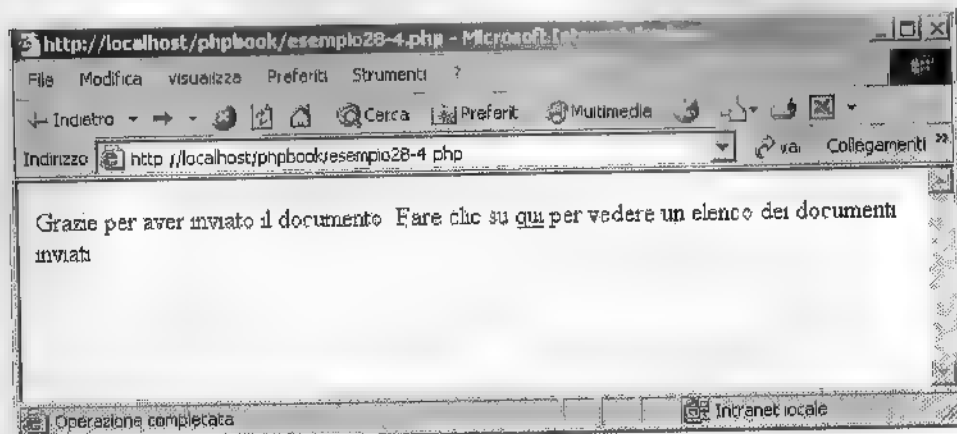 http://localhost/phpbook/esempio28-4.php - Microsoft Int
File Modifica Visualizza Preferiti Strumenti ?
Indietro Cerca Preferiti Multimedia
Indirizzo http://localhost/phpbook/esempio28-4.php Vai Collegamenti »
Grazie per aver inviato il documento. Fare clic su qui per vedere un elenco dei documenti
inviati
Operazione completata Intranet locale